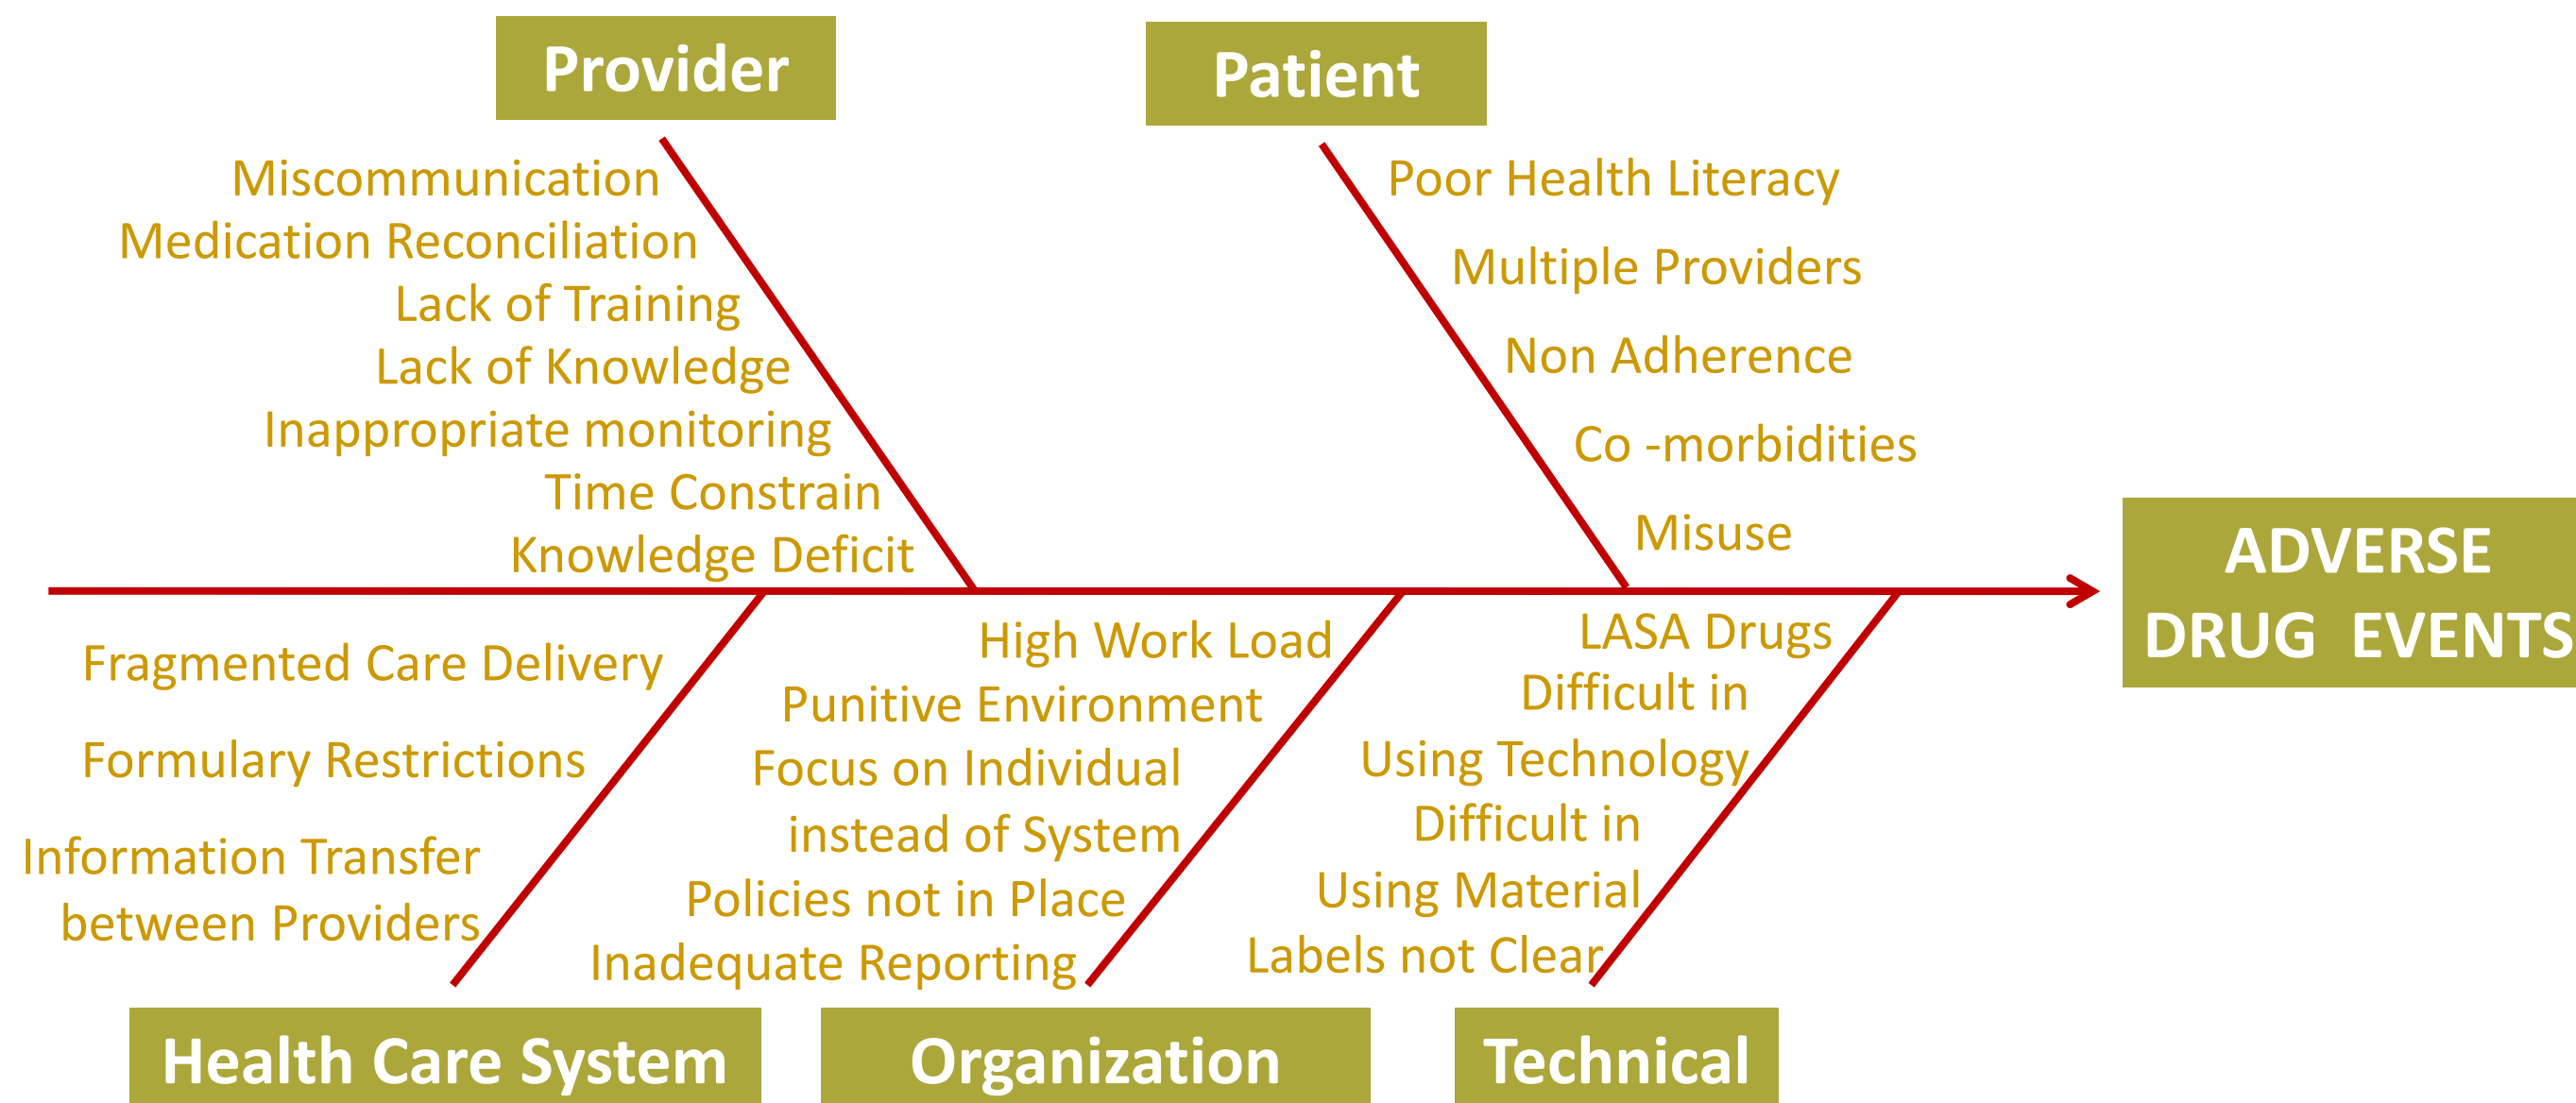 Provider
Miscommunication
Medication Reconciliation
Lack of Training
Lack of Knowledge
Inappropriate monitoring
Time Constrain
Knowledge Deficit
Patient
Poor Health Literacy
Multiple Providers
Non Adherence
Co -morbidities
Misuse
ADVERSE
DRUG EVENTS
Fragmented Care Delivery
Formulary Restrictions
Information Transfer
between Providers
Health Care System
High Work Load
Punitive Environment
Focus on Individual
instead of System
Policies not in Place
Inadequate Reporting
Organization
LASA Drugs
Difficult in
Using Technology
Difficult in
Using Material
Labels not Clear
Technical